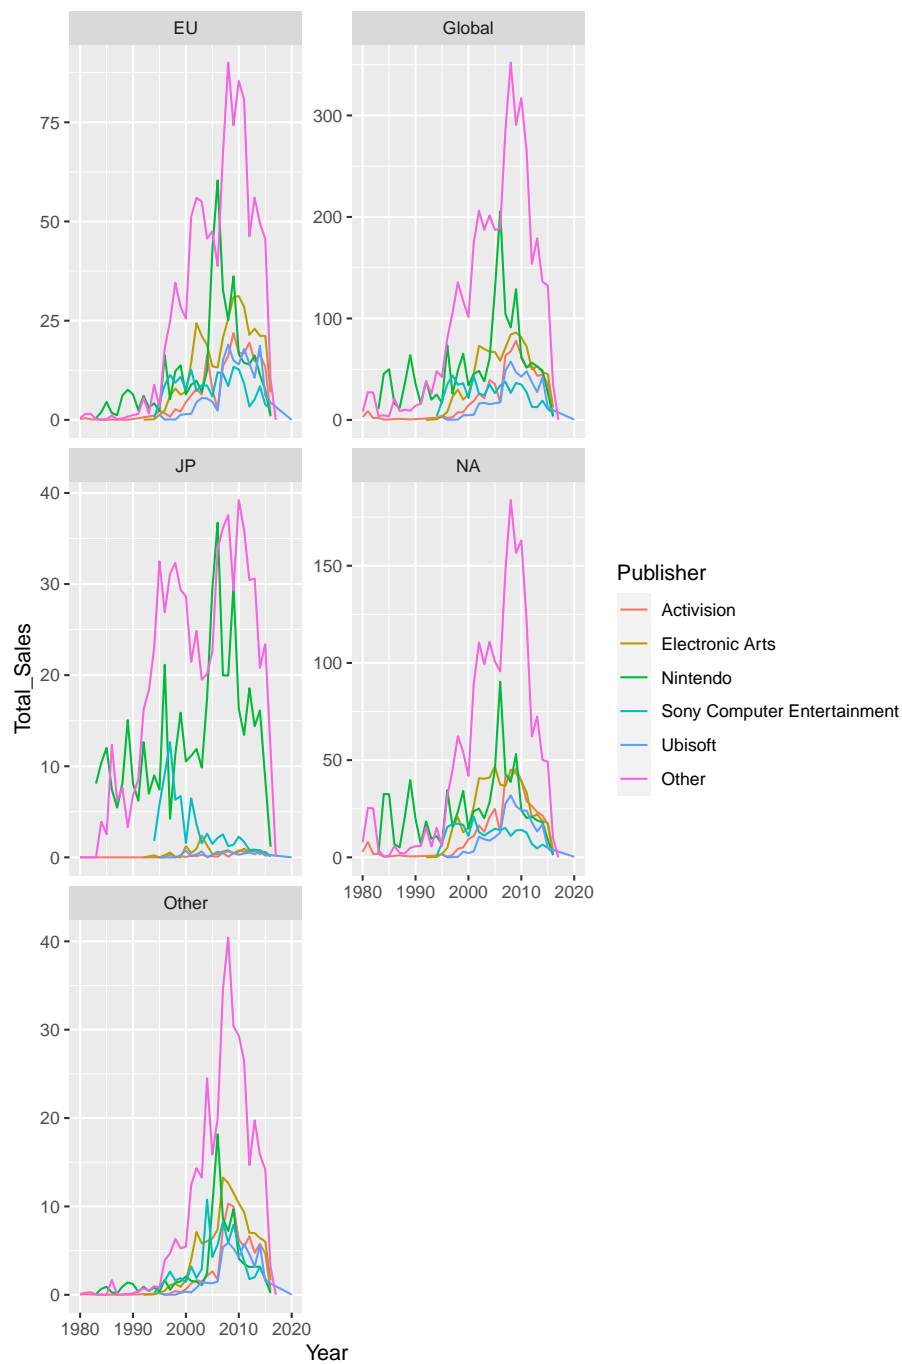 EU
Global
75
50
25
0
300
200
100
0
JP
NA
40
30
20
10
0
150
100
50
0
1980 1990 2000 2010 2020
Other
40
30
20
10
0
1980 1990 2000 2010 2020
Year
Total_Sales
Publisher
Activision
Electronic Arts
Nintendo
Sony Computer Entertainment
Ubisoft
Other